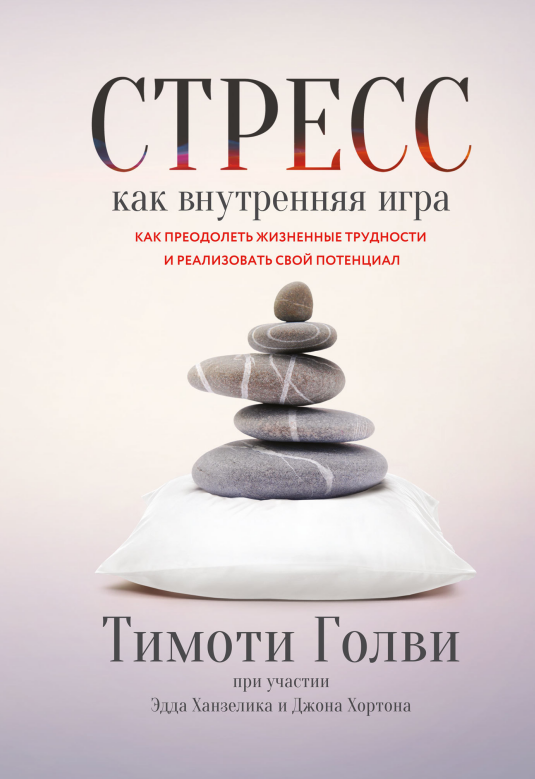 СТРЕСС
как внутренняя игра
КАК ПРЕОДОЛЕТЬ ЖИЗНЕННЫЕ ТРУДНОСТИ
И РЕАЛИЗОВАТЬ СВОЙ ПОТЕНЦИАЛ
Тимоти Голви
при участии
Эдда Ханзелика и Джона Хортона